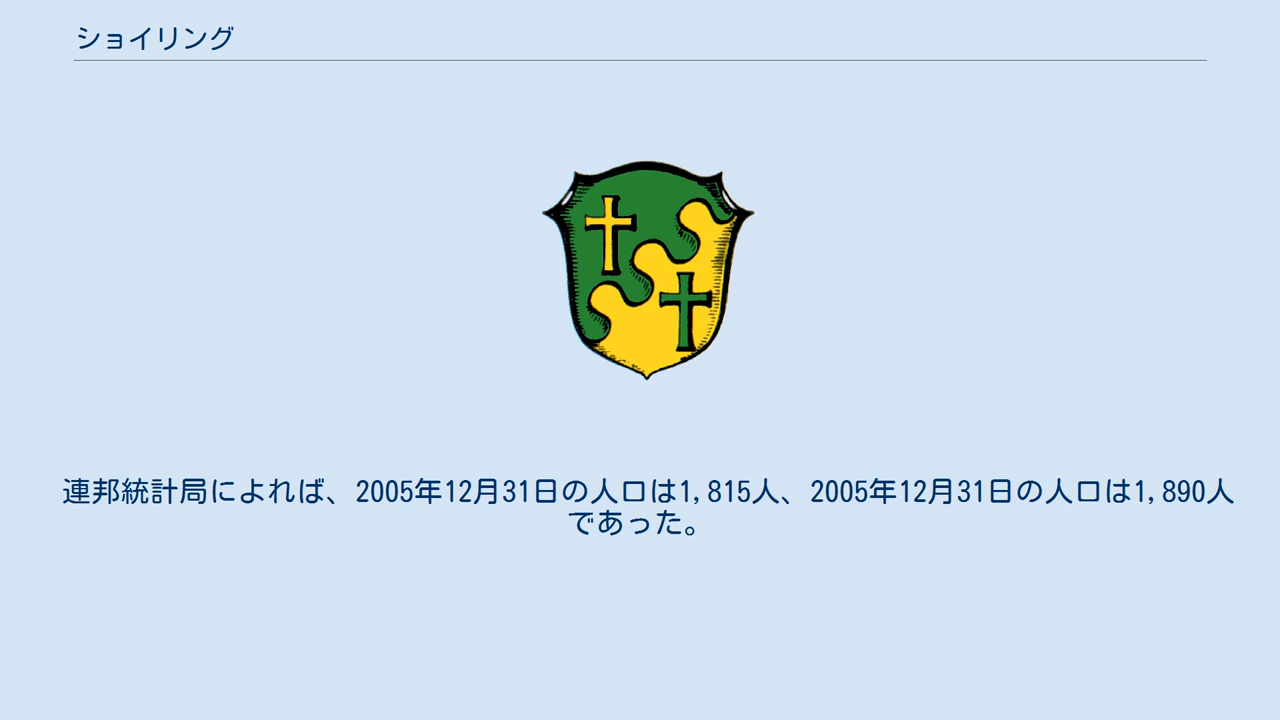 ショイリング
連邦統計局によれば、2005年12月31日の人口は1,815人、2005年12月31日の人口は1,890人
であった。